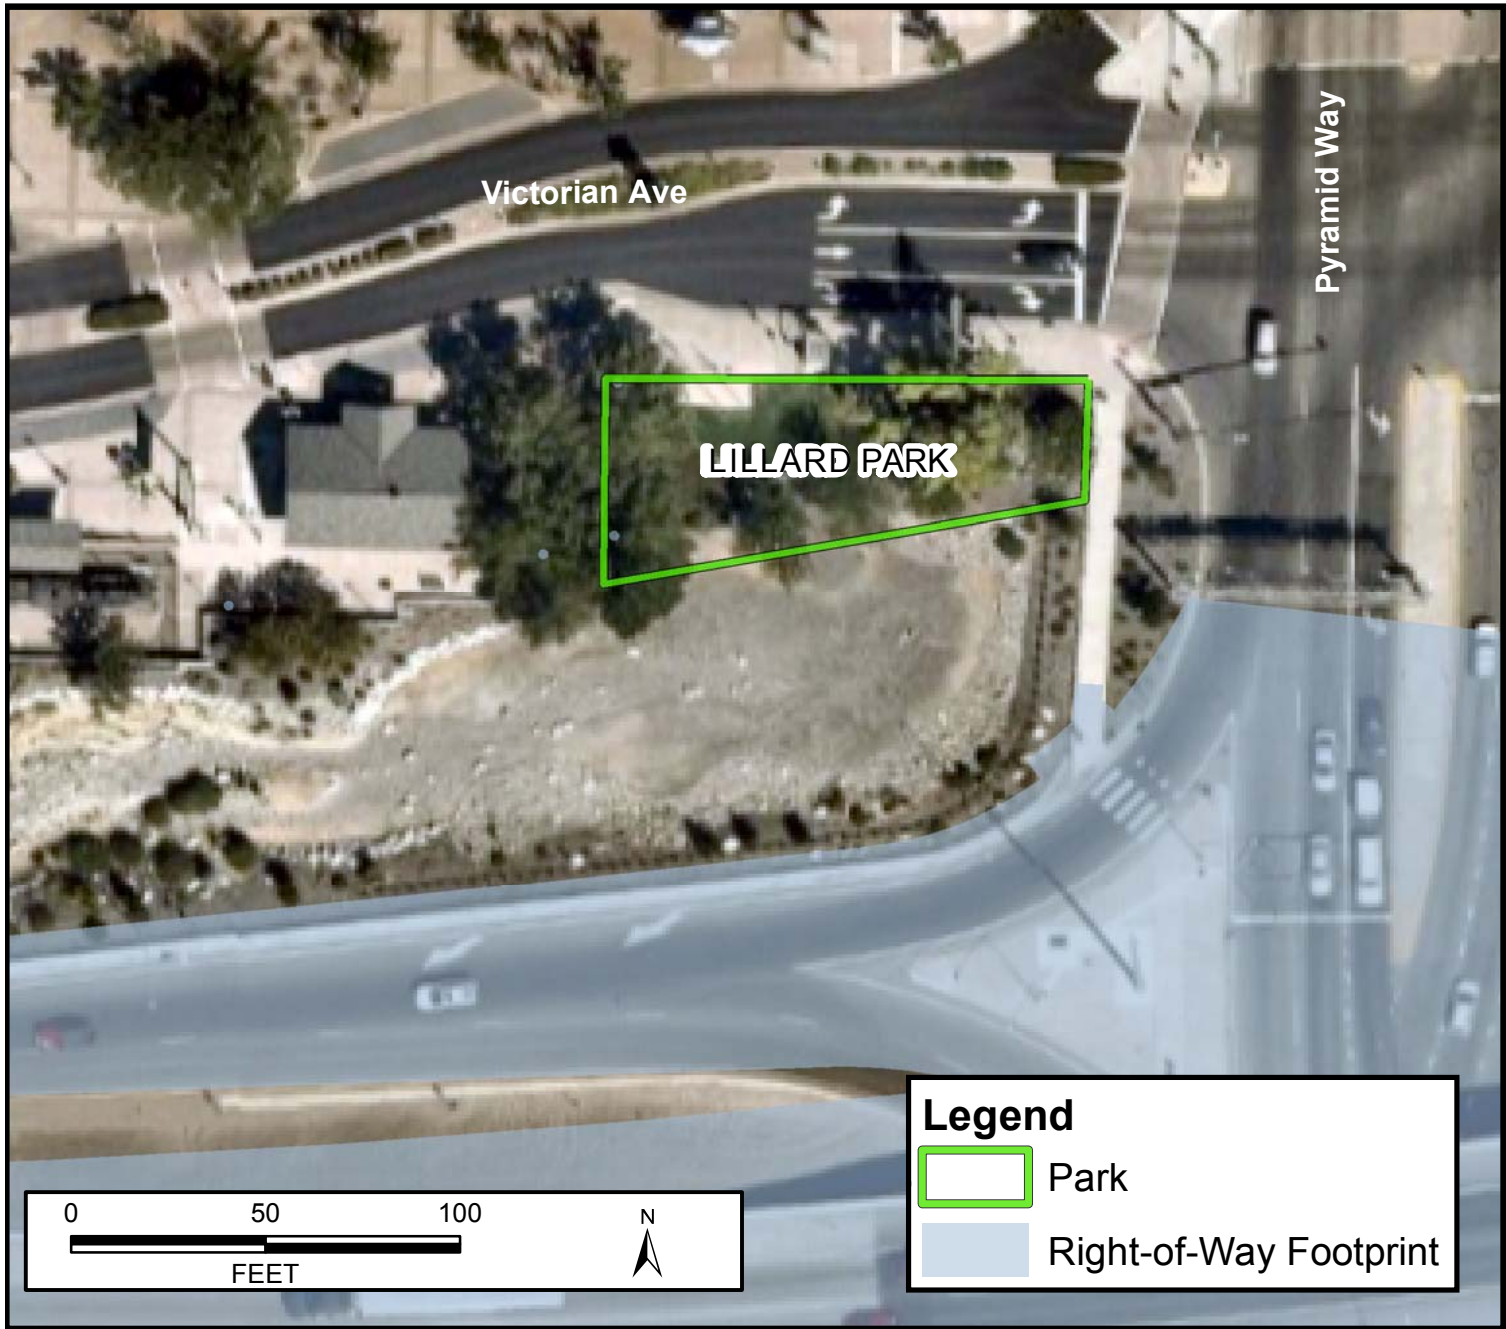 Victorian Ave
Pyramid Way
LILLARD PARK
Legend
Park
Right-of-Way Footprint
0 50 100
FEET
N